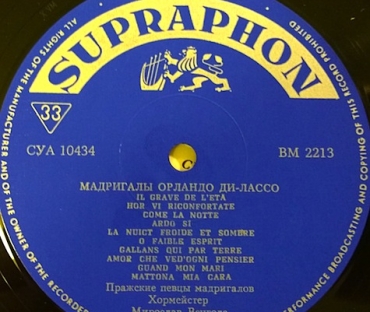 SUPRAPHON
ALL RIGHTS OF THE MANUFACTURER AND OF THE OWNER OF THE RECORDED
PERFORMANCE BROADCASTING AND COPYING OF THIS RECORD PROHIBITED
33
СУА 10434
ВМ 2213
С
МАДРИГАЛЫ ОРЛАНДО ДИ-ЛАССО
IL GRAVE DE L'ETÀ
HOR VI RICONFORTATE
COME LA NOTTE
ARDO SI
LA NUICT FROIDE ET SOMBRE
O FAIBLE ESPRIT
GALLANS QUI PAR TERRE
AMOR CHE VED'OGNI PENSIER
GUAND MON MARI
MATTONA MIA CARA
Пражские певцы мадригалов
Хормейстер
Мирослав